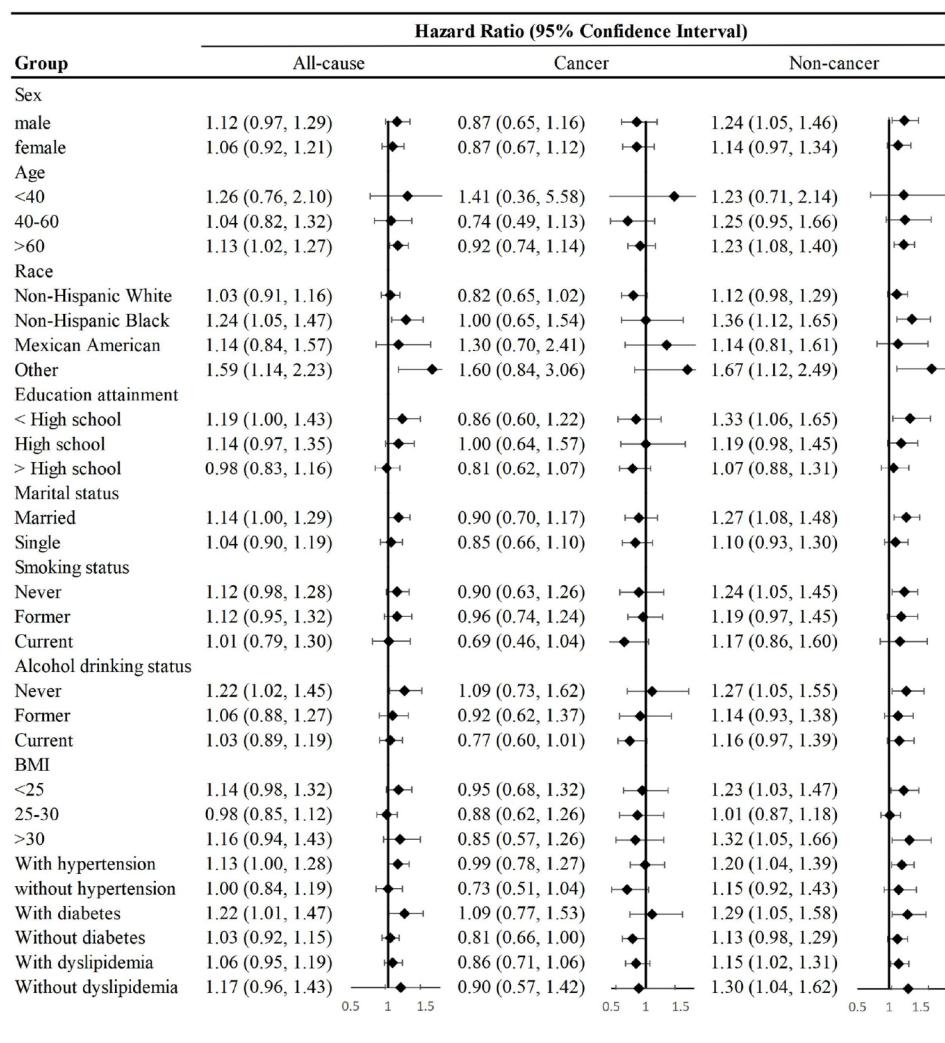 Hazard Ratio (95% Confidence Interval)
Group All-cause Cancer Non-cancer
Sex
male 1.12 (0.97, 1.29) 0.87 (0.65, 1.16) 1.24 (1.05, 1.46)
female 1.06 (0.92, 1.21) 0.87 (0.67, 1.12) 1.14 (0.97, 1.34)
Age
<40 1.26 (0.76, 2.10) 1.41 (0.36, 5.58) 1.23 (0.71, 2.14)
40-60 1.04 (0.82, 1.32) 0.74 (0.49, 1.13) 1.25 (0.95, 1.66)
>60 1.13 (1.02, 1.27) 0.92 (0.74, 1.14) 1.23 (1.08, 1.40)
Race
Non-Hispanic White 1.03 (0.91, 1.16) 0.82 (0.65, 1.02) 1.12 (0.98, 1.29)
Non-Hispanic Black 1.24 (1.05, 1.47) 1.00 (0.65, 1.54) 1.36 (1.12, 1.65)
Mexican American 1.14 (0.84, 1.57) 1.30 (0.70, 2.41) 1.14 (0.81, 1.61)
Other 1.59 (1.14, 2.23) 1.60 (0.84, 3.06) 1.67 (1.12, 2.49)
Education attainment
< High school 1.19 (1.00, 1.43) 0.86 (0.60, 1.22) 1.33 (1.06, 1.65)
High school 1.14 (0.97, 1.35) 1.00 (0.64, 1.57) 1.19 (0.98, 1.45)
> High school 0.98 (0.83, 1.16) 0.81 (0.62, 1.07) 1.07 (0.88, 1.31)
Marital status
Married 1.14 (1.00, 1.29) 0.90 (0.70, 1.17) 1.27 (1.08, 1.48)
Single 1.04 (0.90, 1.19) 0.85 (0.66, 1.10) 1.10 (0.93, 1.30)
Smoking status
Never 1.12 (0.98, 1.28) 0.90 (0.63, 1.26) 1.24 (1.05, 1.45)
Former 1.12 (0.95, 1.32) 0.96 (0.74, 1.24) 1.19 (0.97, 1.45)
Current 1.01 (0.79, 1.30) 0.69 (0.46, 1.04) 1.17 (0.86, 1.60)
Alcohol drinking status
Never 1.22 (1.02, 1.45) 1.09 (0.73, 1.62) 1.27 (1.05, 1.55)
Former 1.06 (0.88, 1.27) 0.92 (0.62, 1.37) 1.14 (0.93, 1.38)
Current 1.03 (0.89, 1.19) 0.77 (0.60, 1.01) 1.16 (0.97, 1.39)
BMI
<25 1.14 (0.98, 1.32) 0.95 (0.68, 1.32) 1.23 (1.03, 1.47)
25-30 0.98 (0.85, 1.12) 0.88 (0.62, 1.26) 1.01 (0.87, 1.18)
>30 1.16 (0.94, 1.43) 0.85 (0.57, 1.26) 1.32 (1.05, 1.66)
With hypertension 1.13 (1.00, 1.28) 0.99 (0.78, 1.27) 1.20 (1.04, 1.39)
without hypertension 1.00 (0.84, 1.19) 0.73 (0.51, 1.04) 1.15 (0.92, 1.43)
With diabetes 1.22 (1.01, 1.47) 1.09 (0.77, 1.53) 1.29 (1.05, 1.58)
Without diabetes 1.03 (0.92, 1.15) 0.81 (0.66, 1.00) 1.13 (0.98, 1.29)
With dyslipidemia 1.06 (0.95, 1.19) 0.86 (0.71, 1.06) 1.15 (1.02, 1.31)
Without dyslipidemia 1.17 (0.96, 1.43) 0.90 (0.57, 1.42) 1.30 (1.04, 1.62)
0.5 1 1.5 0.5 1 1.5 0.5 1 1.5